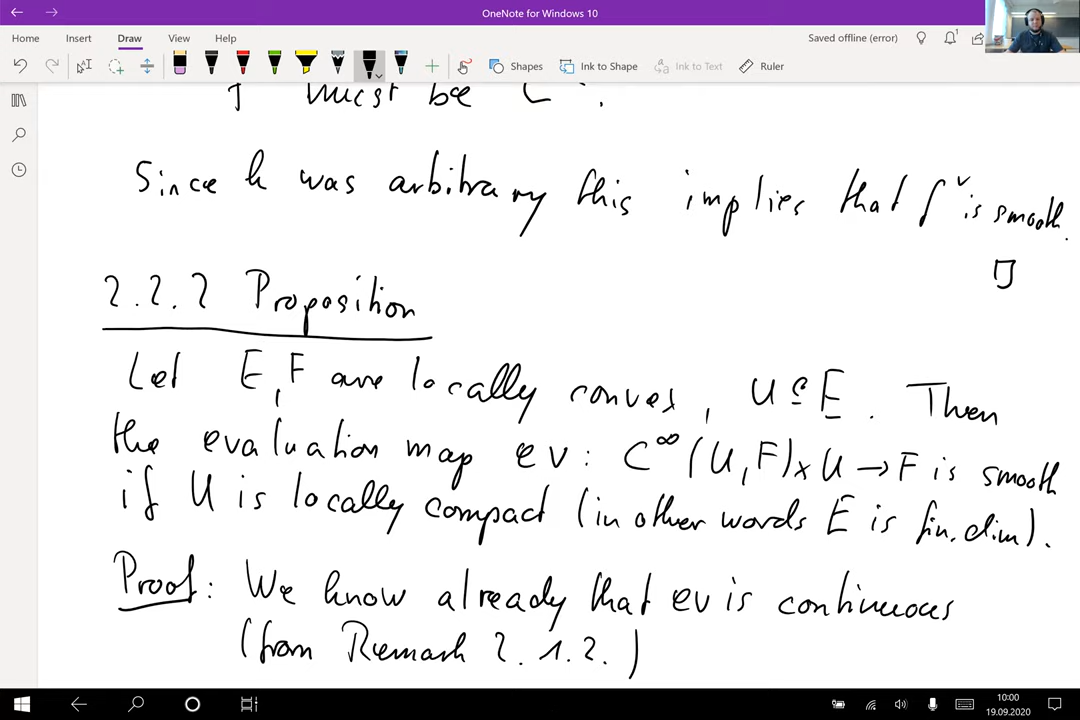 OneNote for Windows 10
Home Insert Draw View Help Saved offline (error)
Shapes Ink to Shape Ink to Text Ruler
must be C
Since h was arbitrary this implies that f^∨ is smooth.
□
2.2.2 Proposition
Let E, F are locally convex, U ⊆ E. Then
the evaluation map ev: C^∞(U,F) × U → F is smooth
if U is locally compact (in other words E is fin. dim).
Proof: We know already that ev is continuous
(from Remark 2.1.2.)
10:00
19.09.2020